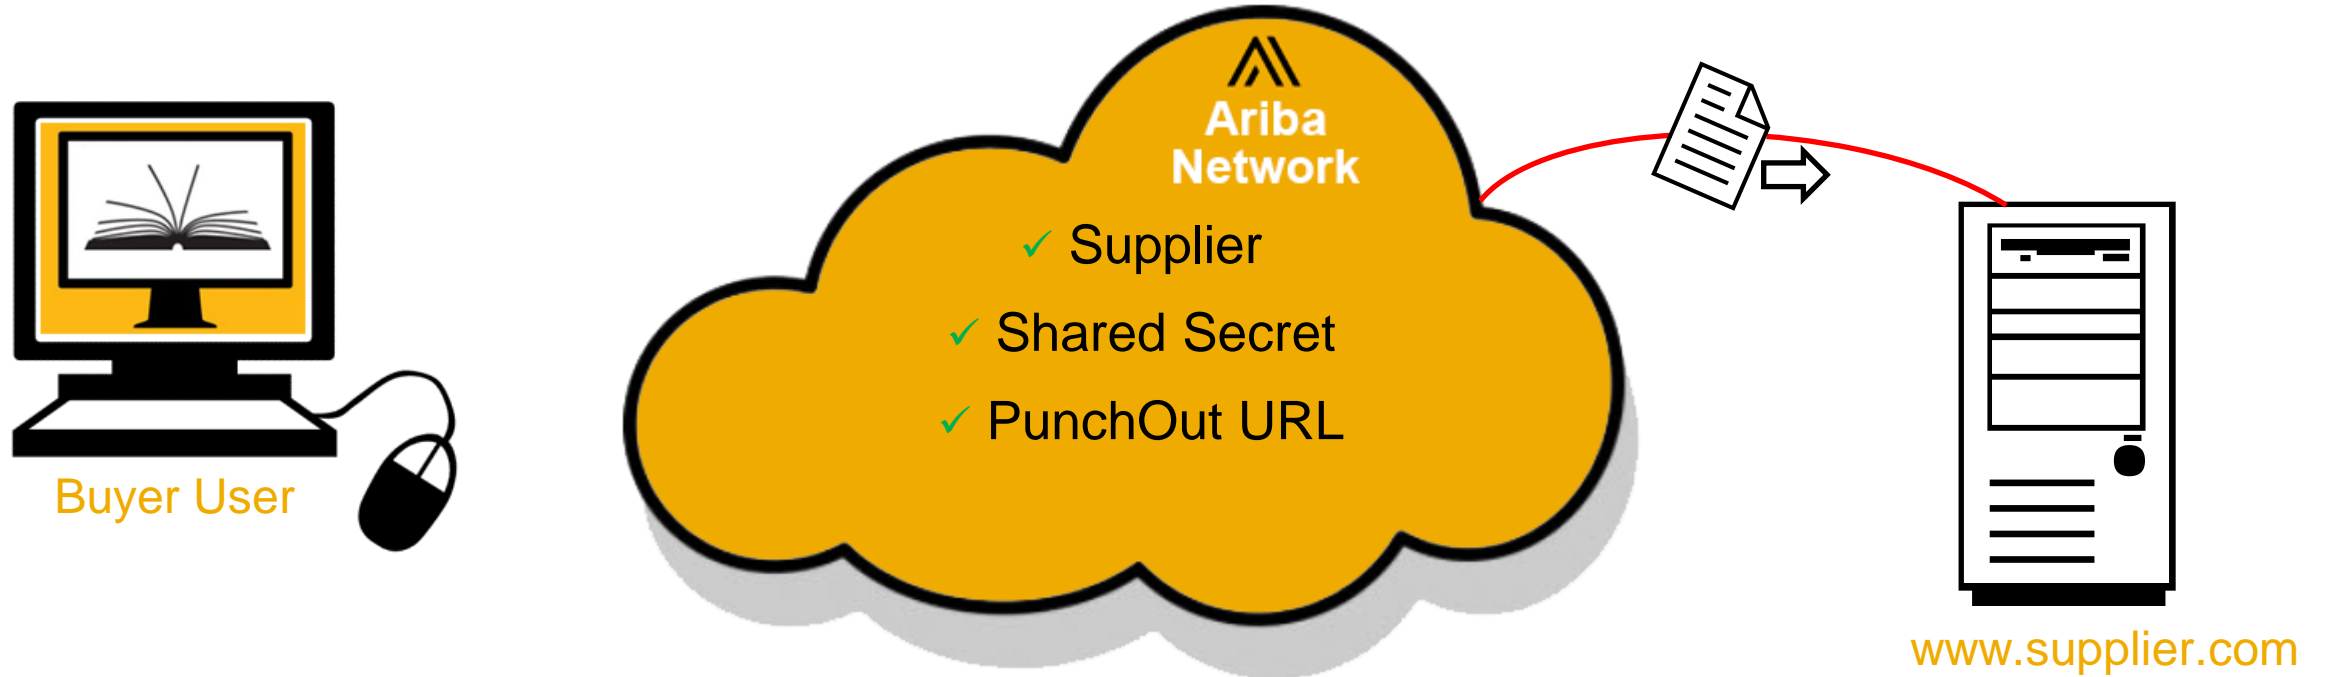 Ariba
Network
✓ Supplier
✓ Shared Secret
✓ PunchOut URL
Buyer User
www.supplier.com